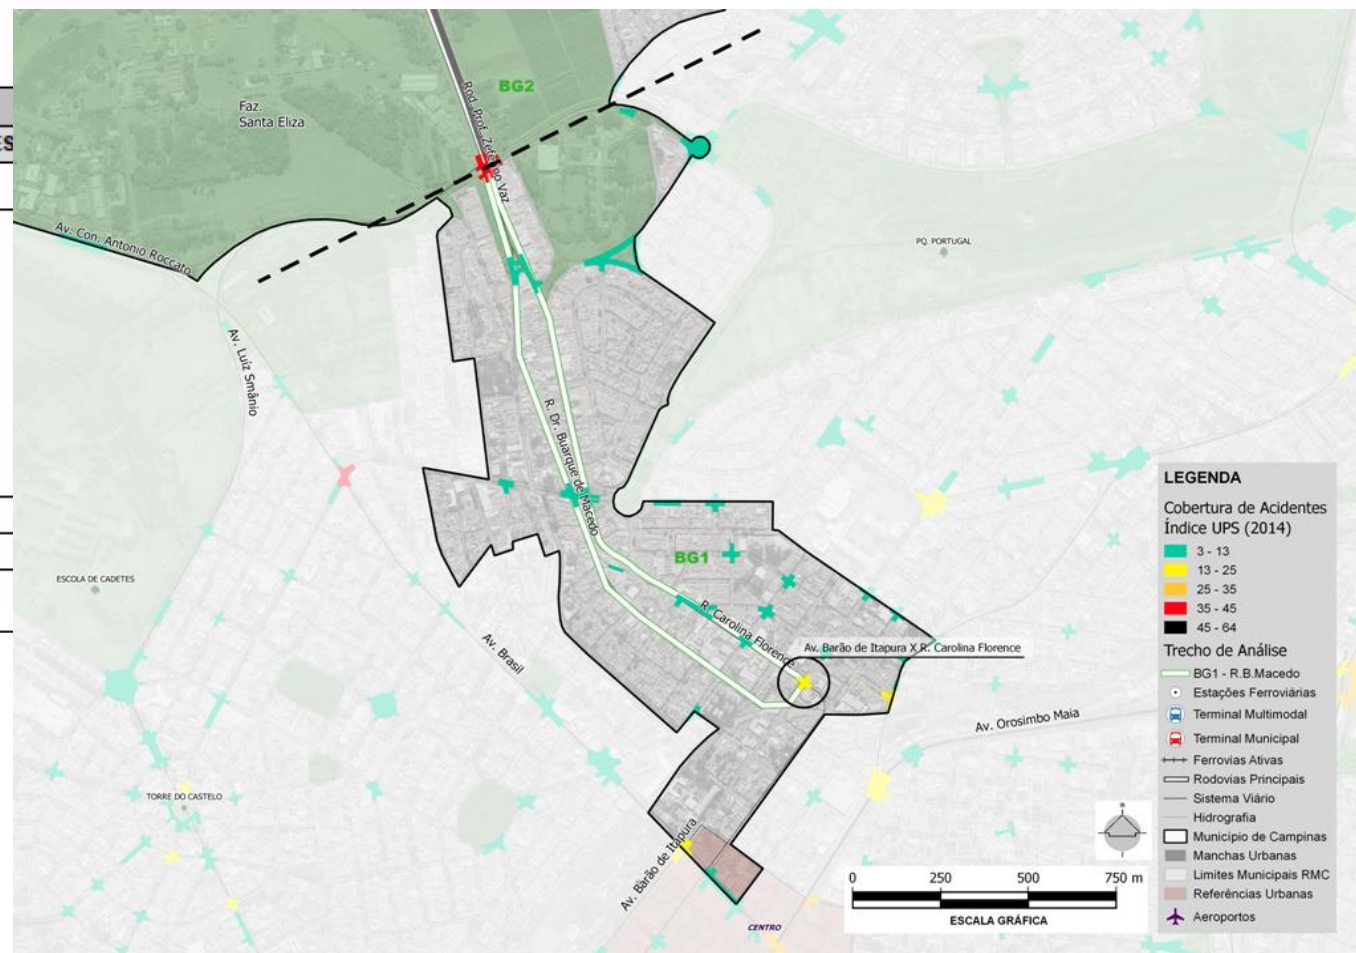 ES
BG2
Faz.
Santa Eliza
Rod. Prof. Zeferino Vaz
Av. Con. Antonio Roccato
PQ. PORTUGAL
Av. Luiz Smânio
R. Dr. Buarque de Macedo
ESCOLA DE CADETES
BG1
R. Carolina Florence
Av. Barão de Itapura X R. Carolina Florence
Av. Brasil
Av. Orosimbo Maia
TORRE DO CASTELO
Av. Barão de Itapura
CENTRO
0 250 500 750 m
ESCALA GRÁFICA
LEGENDA
Cobertura de Acidentes
Índice UPS (2014)
3 - 13
13 - 25
25 - 35
35 - 45
45 - 64
Trecho de Análise
BG1 - R.B.Macedo
Estações Ferroviárias
Terminal Multimodal
Terminal Municipal
Ferrovias Ativas
Rodovias Principais
Sistema Viário
Hidrografia
Municipio de Campinas
Manchas Urbanas
Limites Municipais RMC
Referências Urbanas
Aeroportos